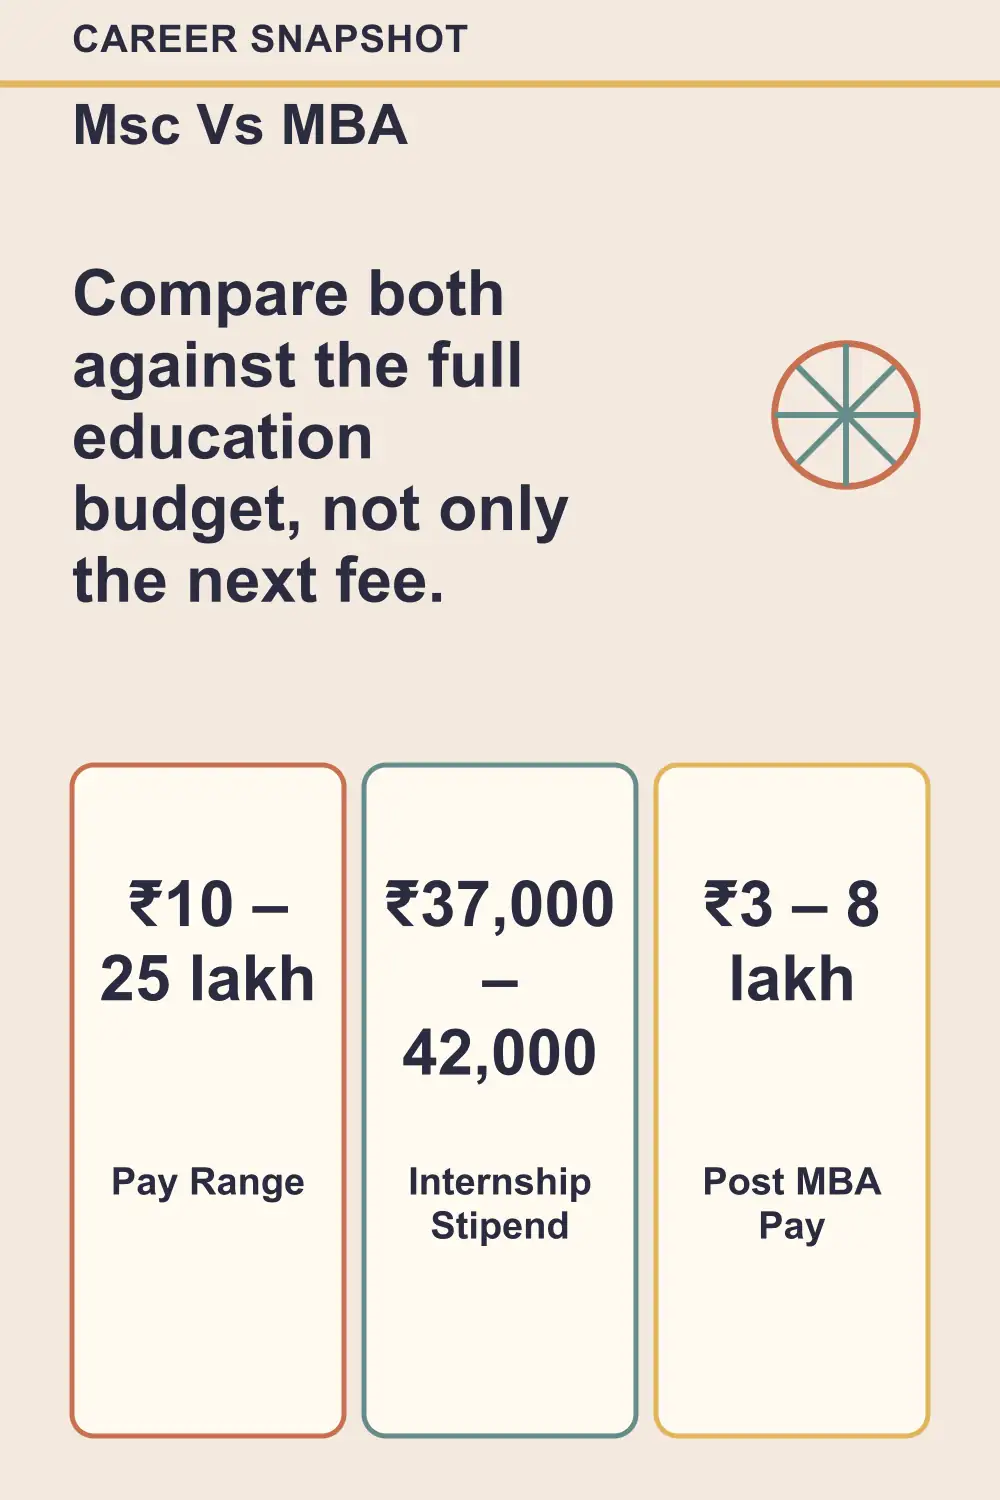 CAREER SNAPSHOT
Msc Vs MBA
Compare both
against the full
education
budget, not only
the next fee.
₹10 –
25 lakh
Pay Range
₹37,000
–
42,000
Internship
Stipend
₹3 – 8
lakh
Post MBA
Pay